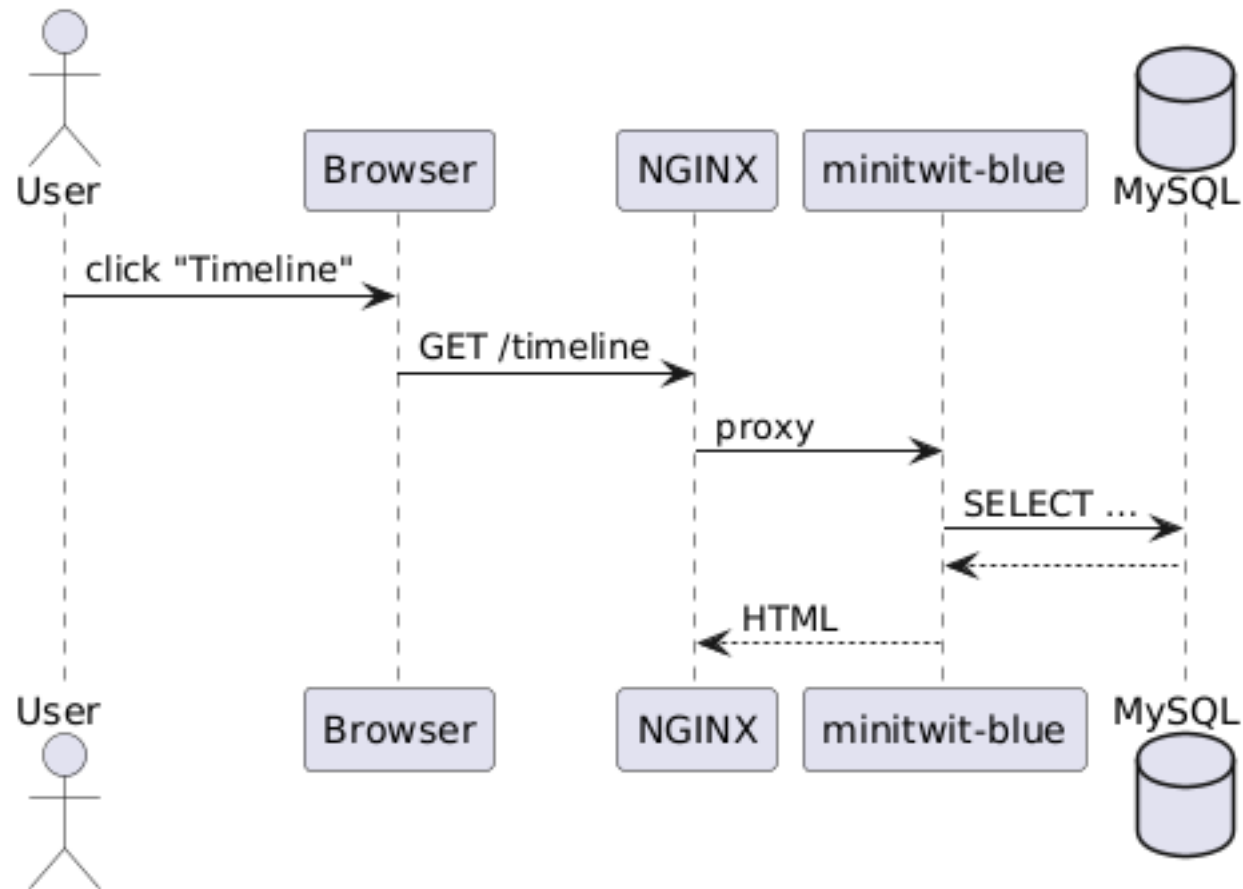 User
Browser
NGINX
minitwit-blue
MySQL
click "Timeline"
GET /timeline
proxy
SELECT ...
HTML
User
Browser
NGINX
minitwit-blue
MySQL